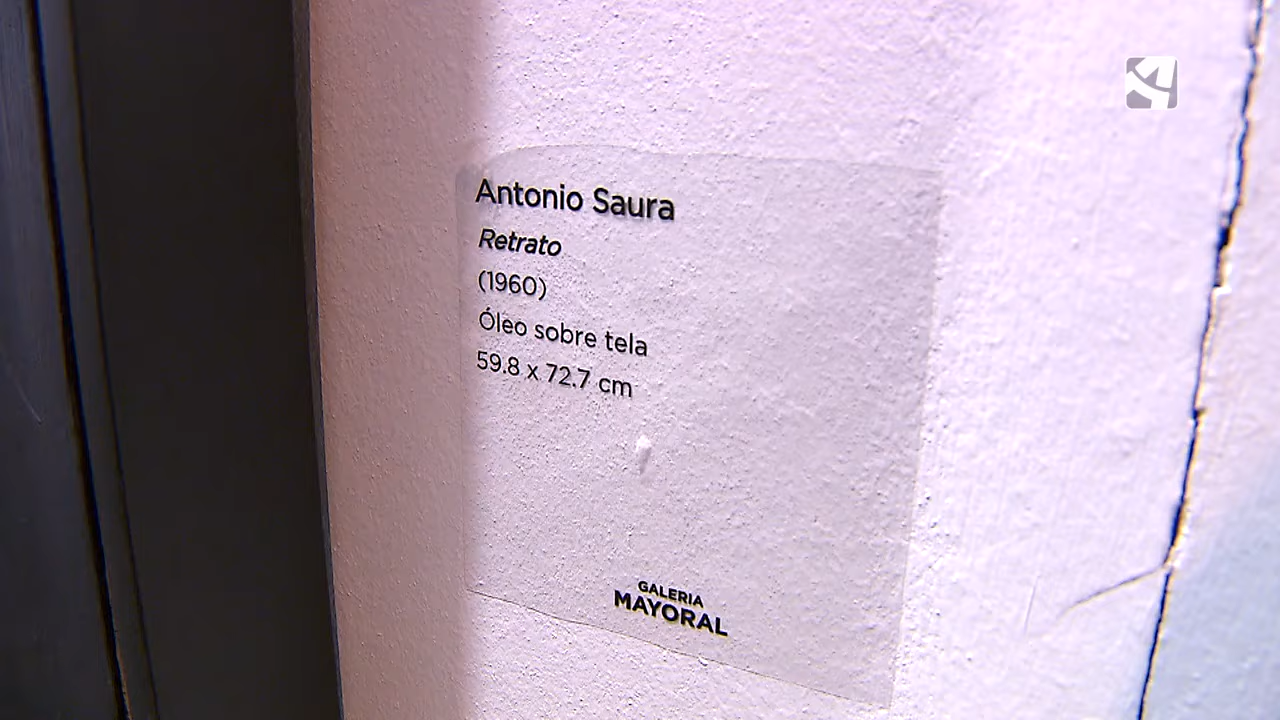 Antonio Saura
Retrato
(1960)
Óleo sobre tela
59.8 x 72.7 cm
GALERIA
MAYORAL